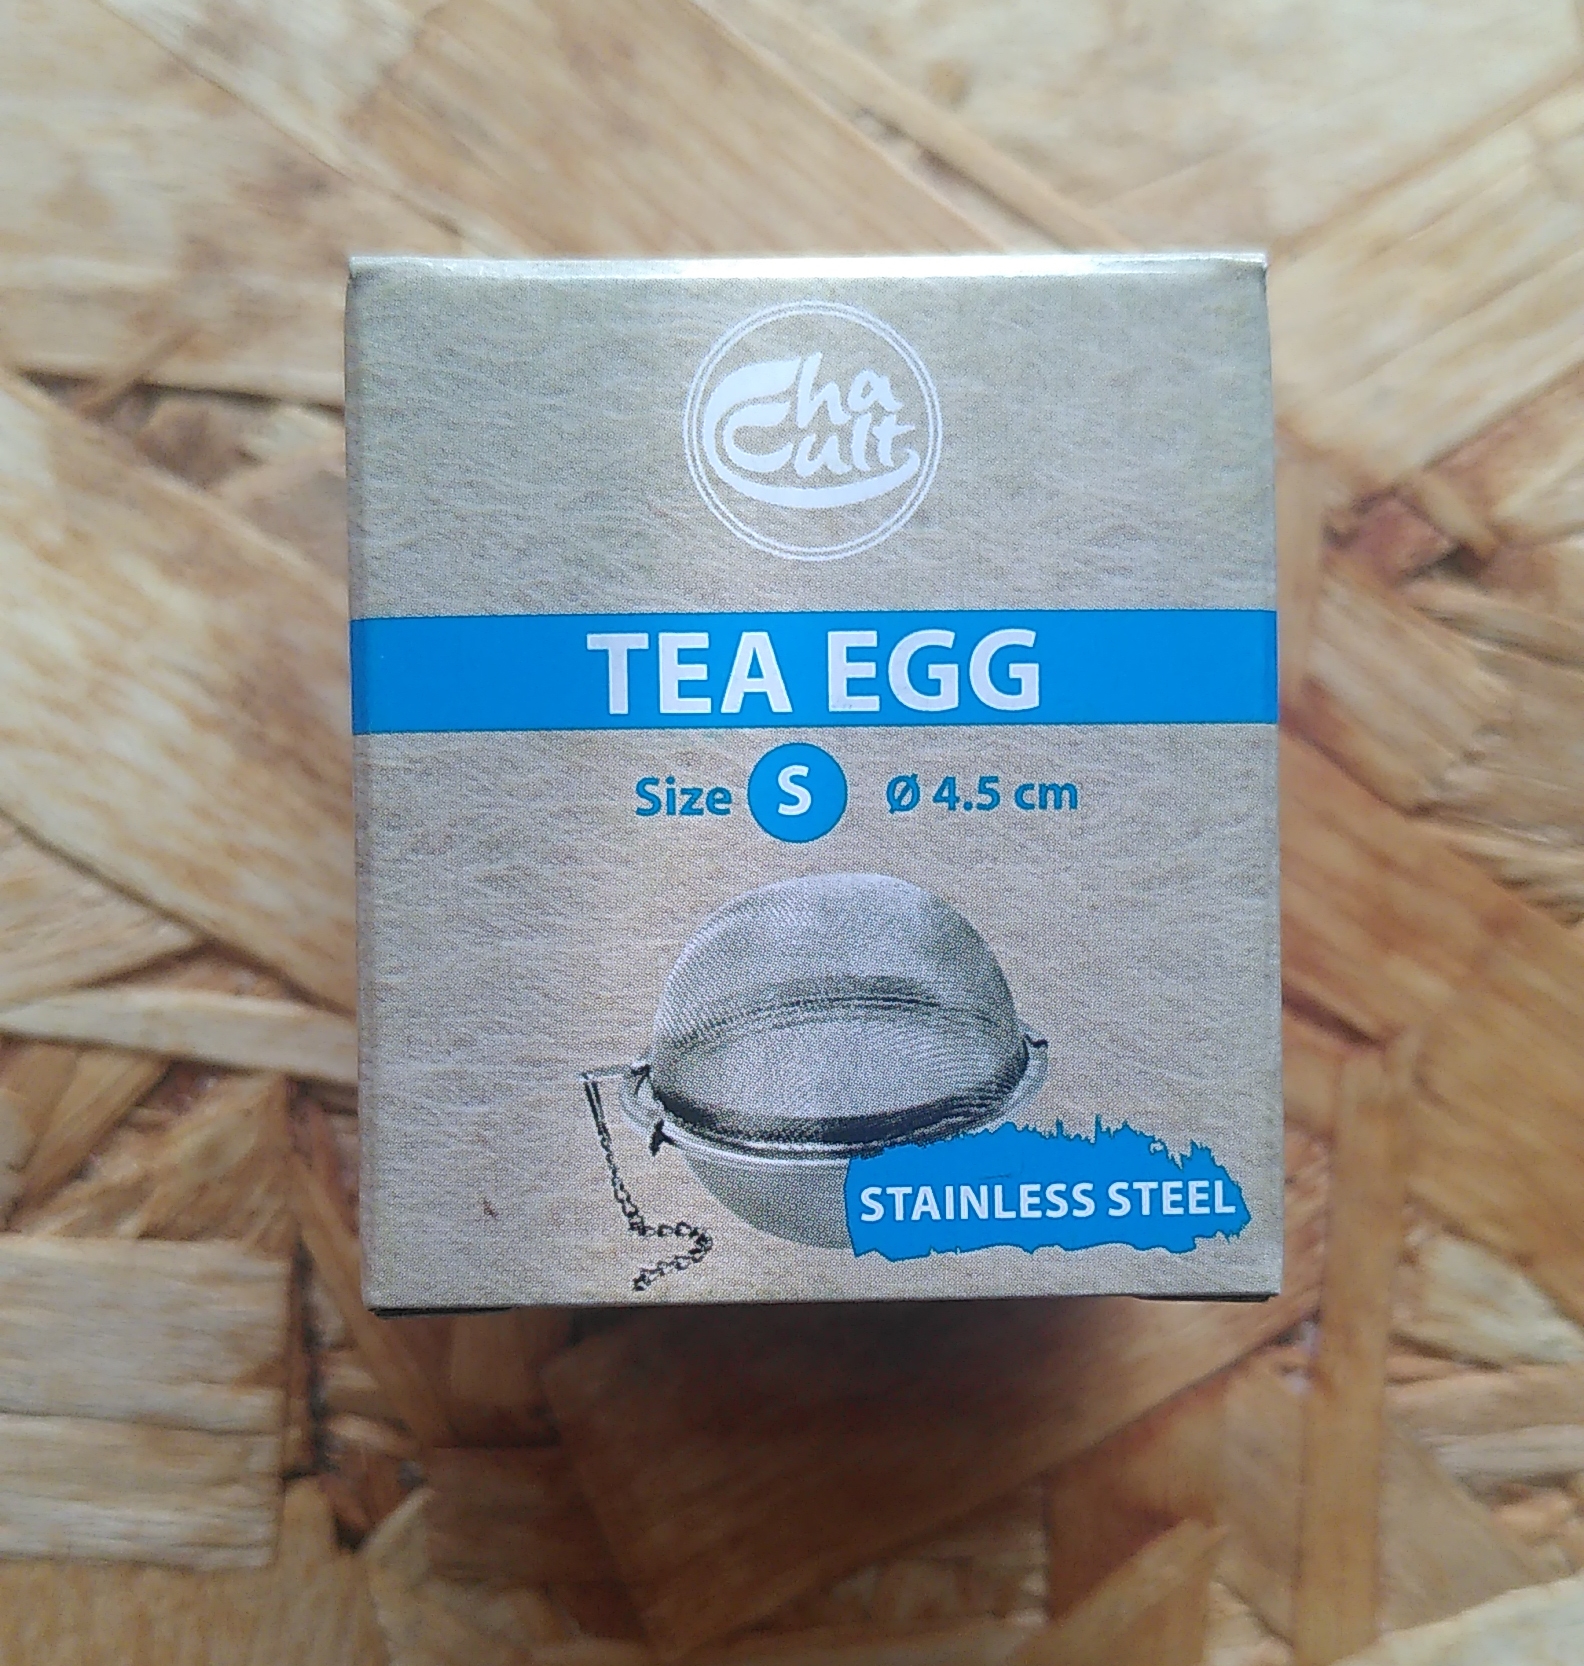 Cha
Cult
TEA EGG
Size S Ø 4.5 cm
STAINLESS STEEL